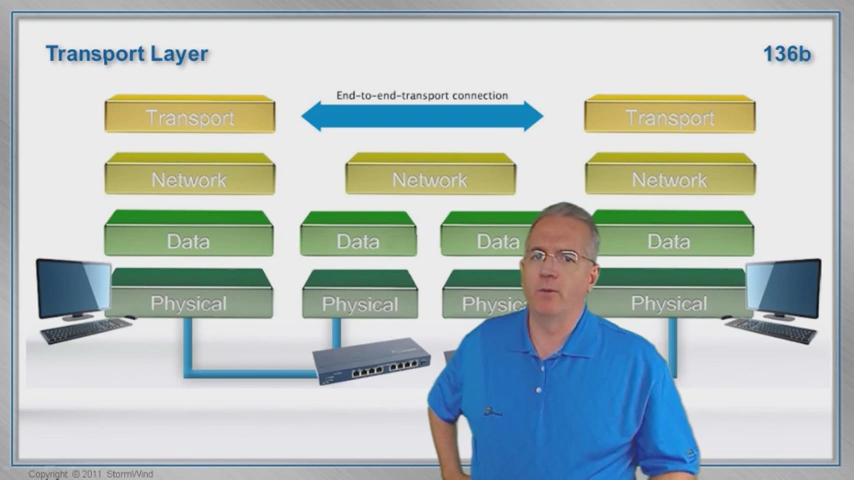 Transport Layer
136b
End-to-end-transport connection
Transport
Transport
Network
Network
Network
Data
Data
Data
Data
Physical
Physical
Physic
Physical
Copyright © 2011 StormWind